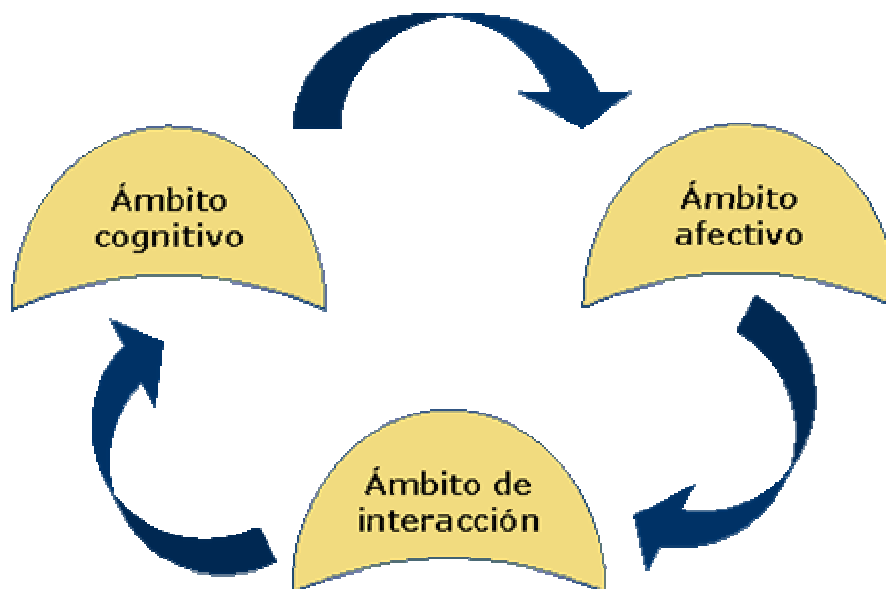 Ámbito
cognitivo
Ámbito
afectivo
Ámbito de
interacción